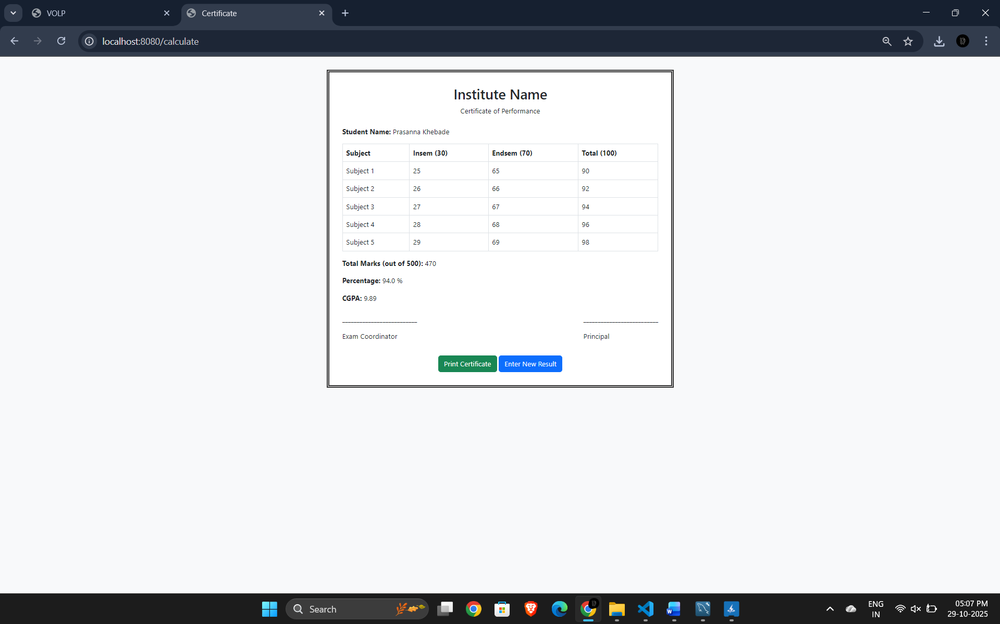 VOLP
Certificate
localhost:8080/calculate
Institute Name
Certificate of Performance
Student Name: Prasanna Khebade
Subject Insem (30) Endsem (70) Total (100)
Subject 1 25 65 90
Subject 2 26 66 92
Subject 3 27 67 94
Subject 4 28 68 96
Subject 5 29 69 98
Total Marks (out of 500): 470
Percentage: 94.0 %
CGPA: 9.89
Exam Coordinator Principal
Print Certificate Enter New Result
Search
ENG
IN
05:07 PM
29-10-2025